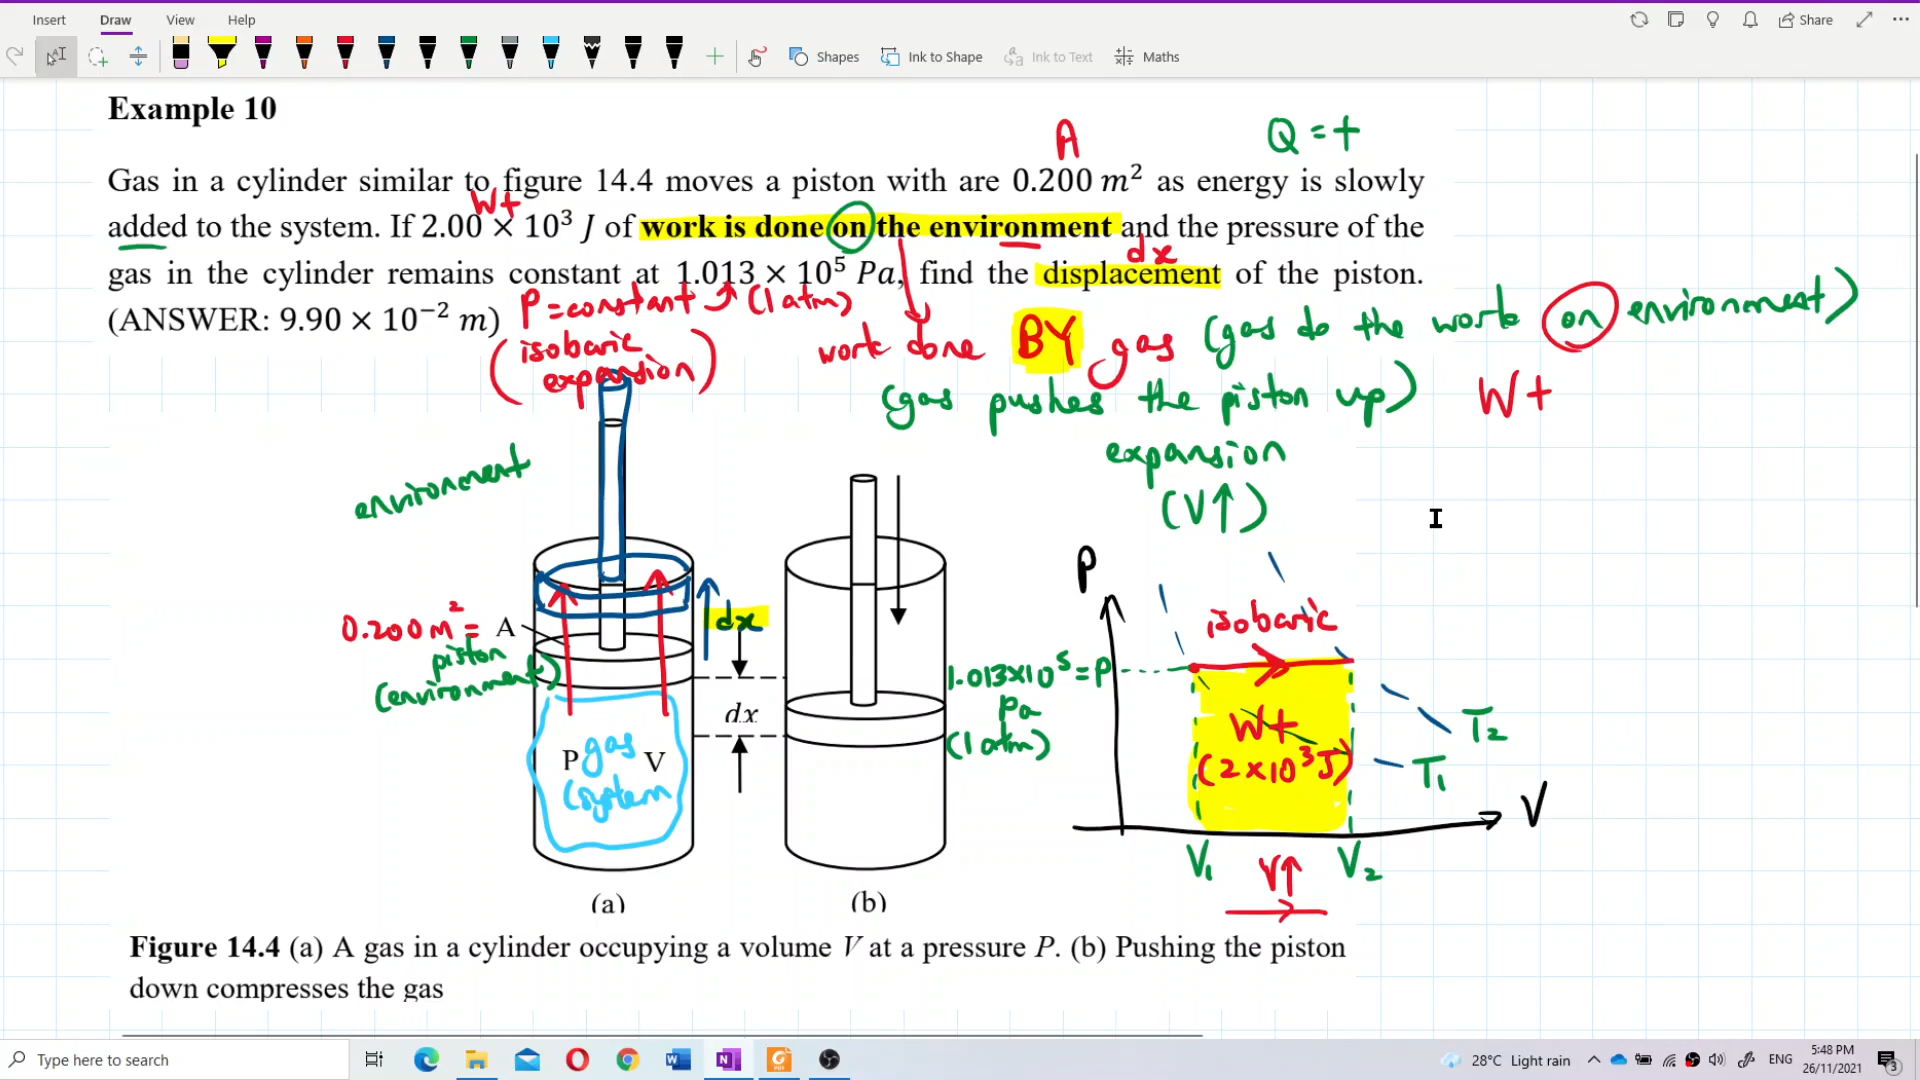 Insert Draw View Help Share
Shapes Ink to Shape Ink to Text Maths
Example 10
A
Q = +
Gas in a cylinder similar to figure 14.4 moves a piston with are 0.200 m² as energy is slowly
W+
added to the system. If 2.00 × 10³ J of work is done on the environment and the pressure of the
dx
gas in the cylinder remains constant at 1.013 × 10⁵ Pa, find the displacement of the piston.
(ANSWER: 9.90 × 10⁻² m)
P = constant (1 atm)
(isobaric
expansion)
work done BY gas (gas do the work on environment)
(gas pushes the piston up) W+
expansion
(V↑)
environment
0.200 m² = A
piston
(environment)
dx
dx
P V
gas
(system
P
isobaric
1.013×10⁵ = P
Pa
(1 atm)
W+
(2×10³ J)
T₂
T₁
V
V₁ V₂
V↑
(a) (b)
Figure 14.4 (a) A gas in a cylinder occupying a volume V at a pressure P. (b) Pushing the piston
down compresses the gas
Type here to search
28°C Light rain
ENG
5:48 PM
26/11/2021
3